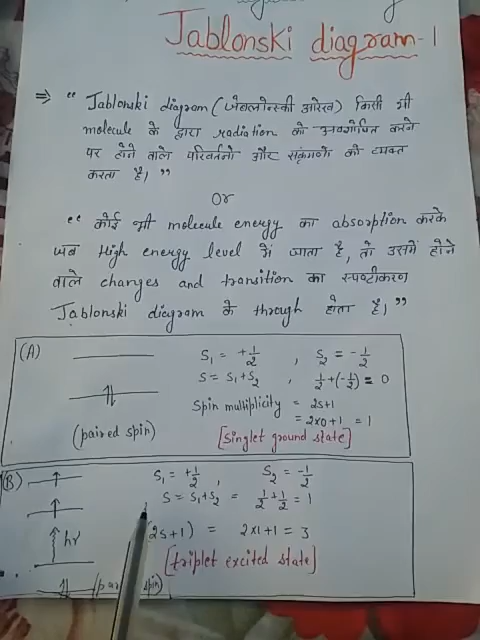 Jablonski diagram-1
⇒ “ Jablonski diagram (जेबलोन्स्की आरेख) किसी भी
molecule के द्वारा radiation को अवशोषित करने
पर होने वाले परिवर्तनो और संक्रमणो को व्यक्त
करता है। ”
Or
“ कोई भी molecule energy का absorption करके
जब High energy level में जाता है, तो उसमें होने
वाले changes and transition का स्पष्टीकरण
Jablonski diagram के through होता है। ”
(A)
S₁ = +1/2 , S₂ = -1/2
S = S₁+S₂ , 1/2+(-1/2) = 0
Spin multiplicity = 2s+1
= 2x0+1 = 1
(paired spin) [Singlet ground state]
(B) S₁ = +1/2 , S₂ = -1/2
S = S₁+S₂ = 1/2+1/2 = 1
hν (2s+1) = 2x1+1 = 3
[triplet excited state]
spin)